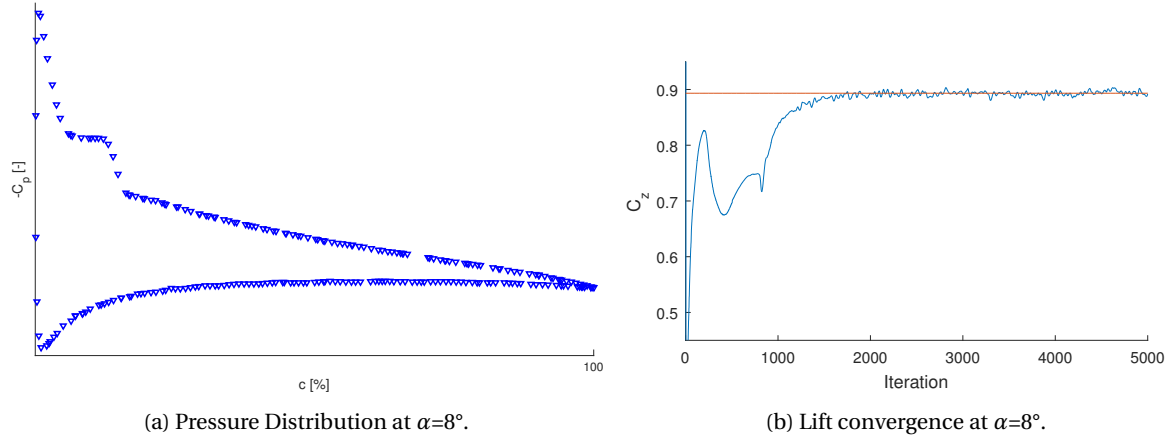 -C_p [-]
100
c [%]
(a) Pressure Distribution at α=8°.
0.9
0.8
0.7
0.6
0.5
C_z
0 1000 2000 3000 4000 5000
Iteration
(b) Lift convergence at α=8°.